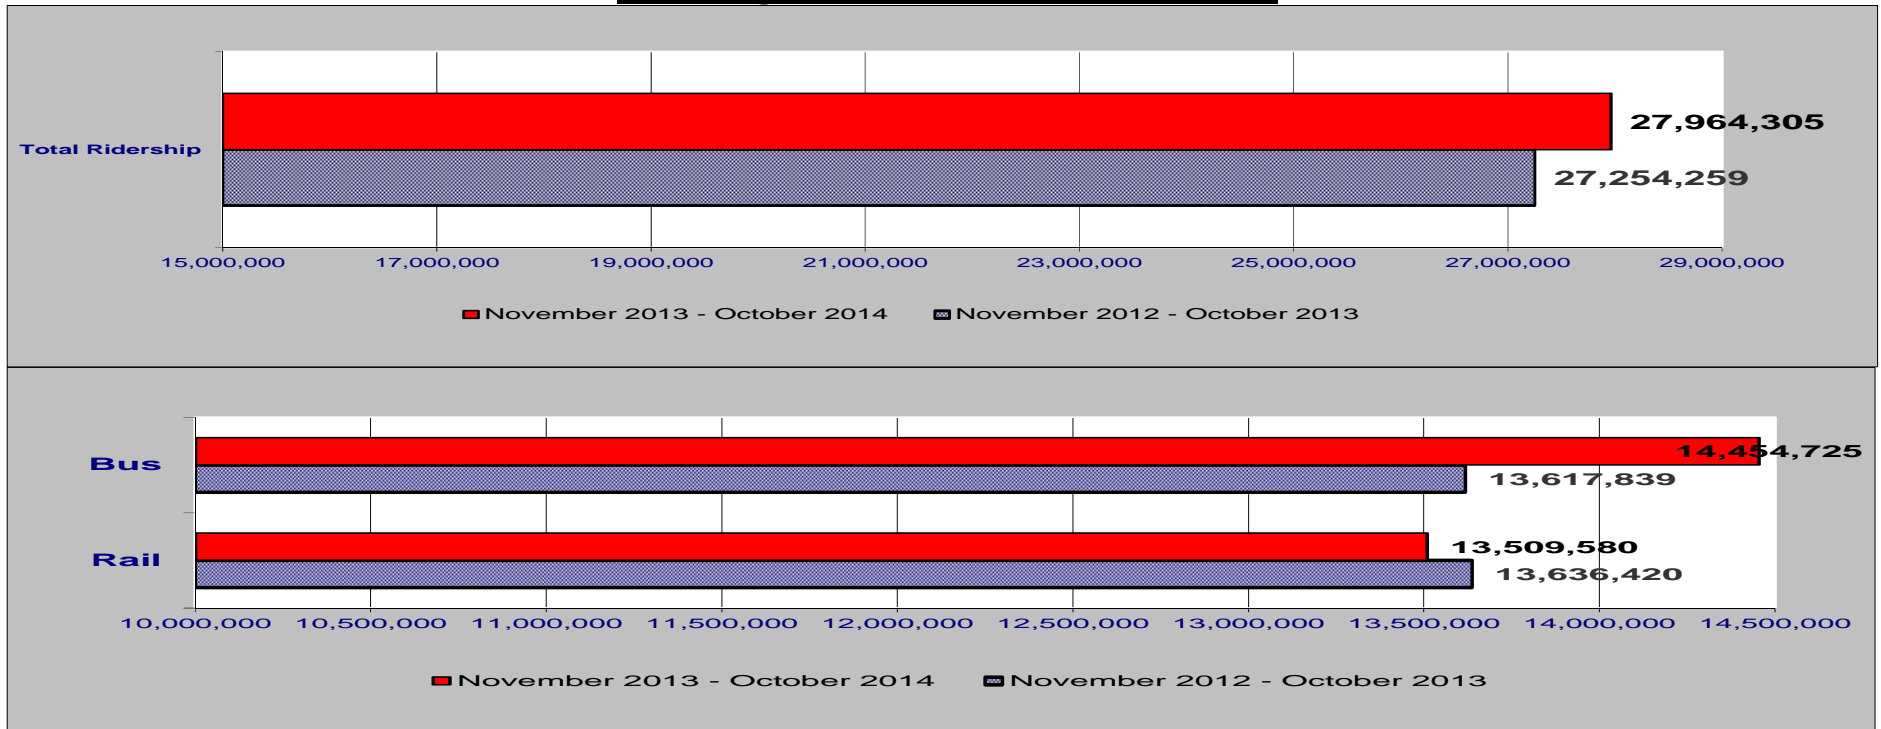 27,964,305
Total Ridership
27,254,259
15,000,000 17,000,000 19,000,000 21,000,000 23,000,000 25,000,000 27,000,000 29,000,000
November 2013 - October 2014 November 2012 - October 2013
14,454,725
Bus
13,617,839
13,509,580
Rail
13,636,420
10,000,000 10,500,000 11,000,000 11,500,000 12,000,000 12,500,000 13,000,000 13,500,000 14,000,000 14,500,000
November 2013 - October 2014 November 2012 - October 2013